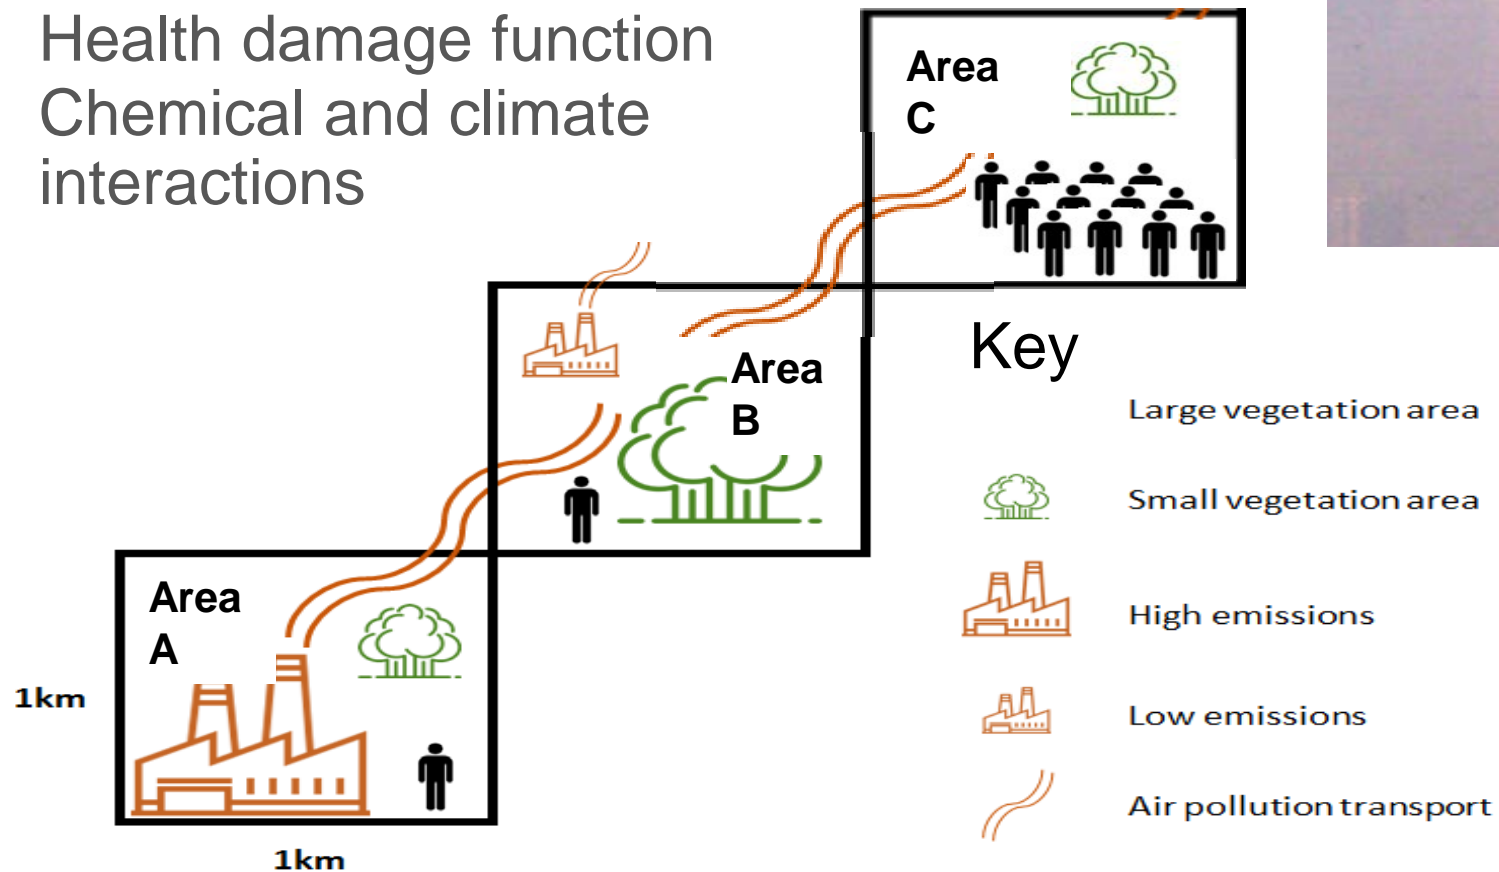 Health damage function
Chemical and climate
interactions
Area
C
Area
B
Area
A
1km
1km
Key
Large vegetation area
Small vegetation area
High emissions
Low emissions
Air pollution transport